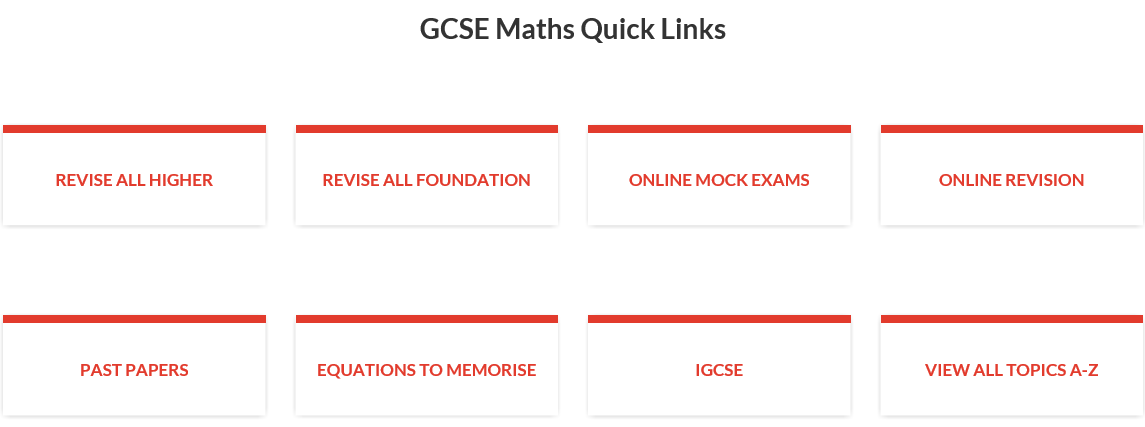 GCSE Maths Quick Links
REVISE ALL HIGHER
REVISE ALL FOUNDATION
ONLINE MOCK EXAMS
ONLINE REVISION
PAST PAPERS
EQUATIONS TO MEMORISE
IGCSE
VIEW ALL TOPICS A-Z